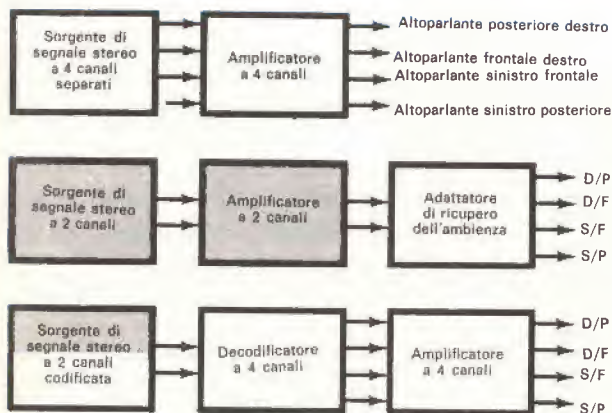 Sorgente di
segnale stereo
a 4 canali
separati
Amplificatore
a 4 canali
Altoparlante posteriore destro
Altoparlante frontale destro
Altoparlante sinistro frontale
Altoparlante sinistro posteriore
Sorgente di
segnale stereo
a 2 canali
Amplificatore
a 2 canali
Adattatore
di ricupero
dell'ambienza
D/P
D/F
S/F
S/P
Sorgente di
segnale stereo
a 2 canali
codificata
Decodificatore
a 4 canali
Amplificatore
a 4 canali
D/P
D/F
S/F
S/P